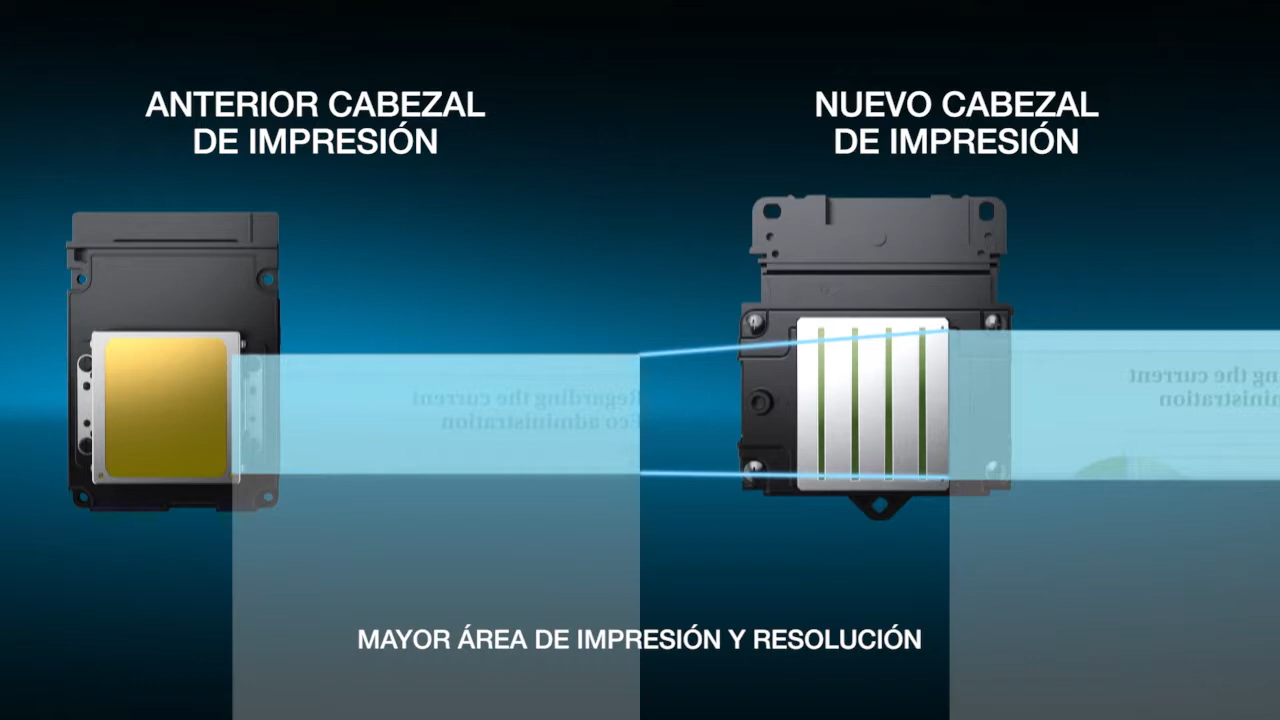 ANTERIOR CABEZAL
DE IMPRESIÓN
NUEVO CABEZAL
DE IMPRESIÓN
Regarding the current
Eco administration
the current
MAYOR ÁREA DE IMPRESIÓN Y RESOLUCIÓN